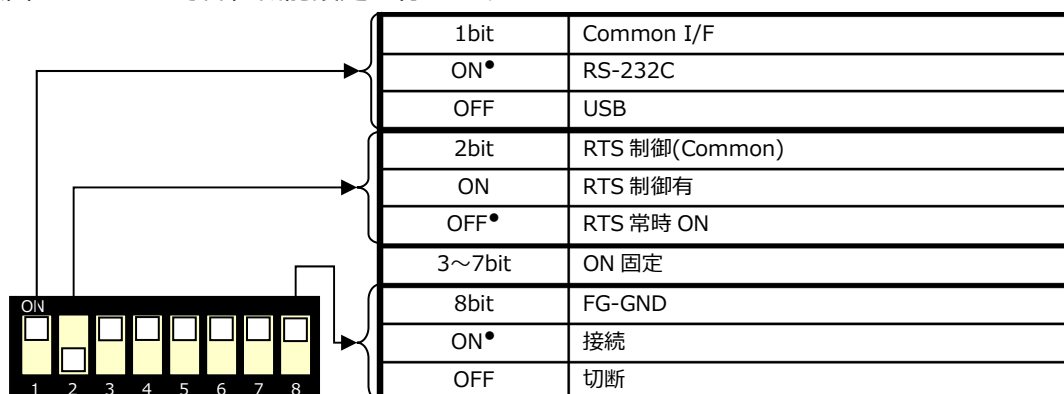 1bit Common I/F
ON● RS-232C
OFF USB
2bit RTS 制御(Common)
ON RTS 制御有
OFF● RTS 常時 ON
3～7bit ON 固定
8bit FG-GND
ON● 接続
OFF 切断
ON
1 2 3 4 5 6 7 8